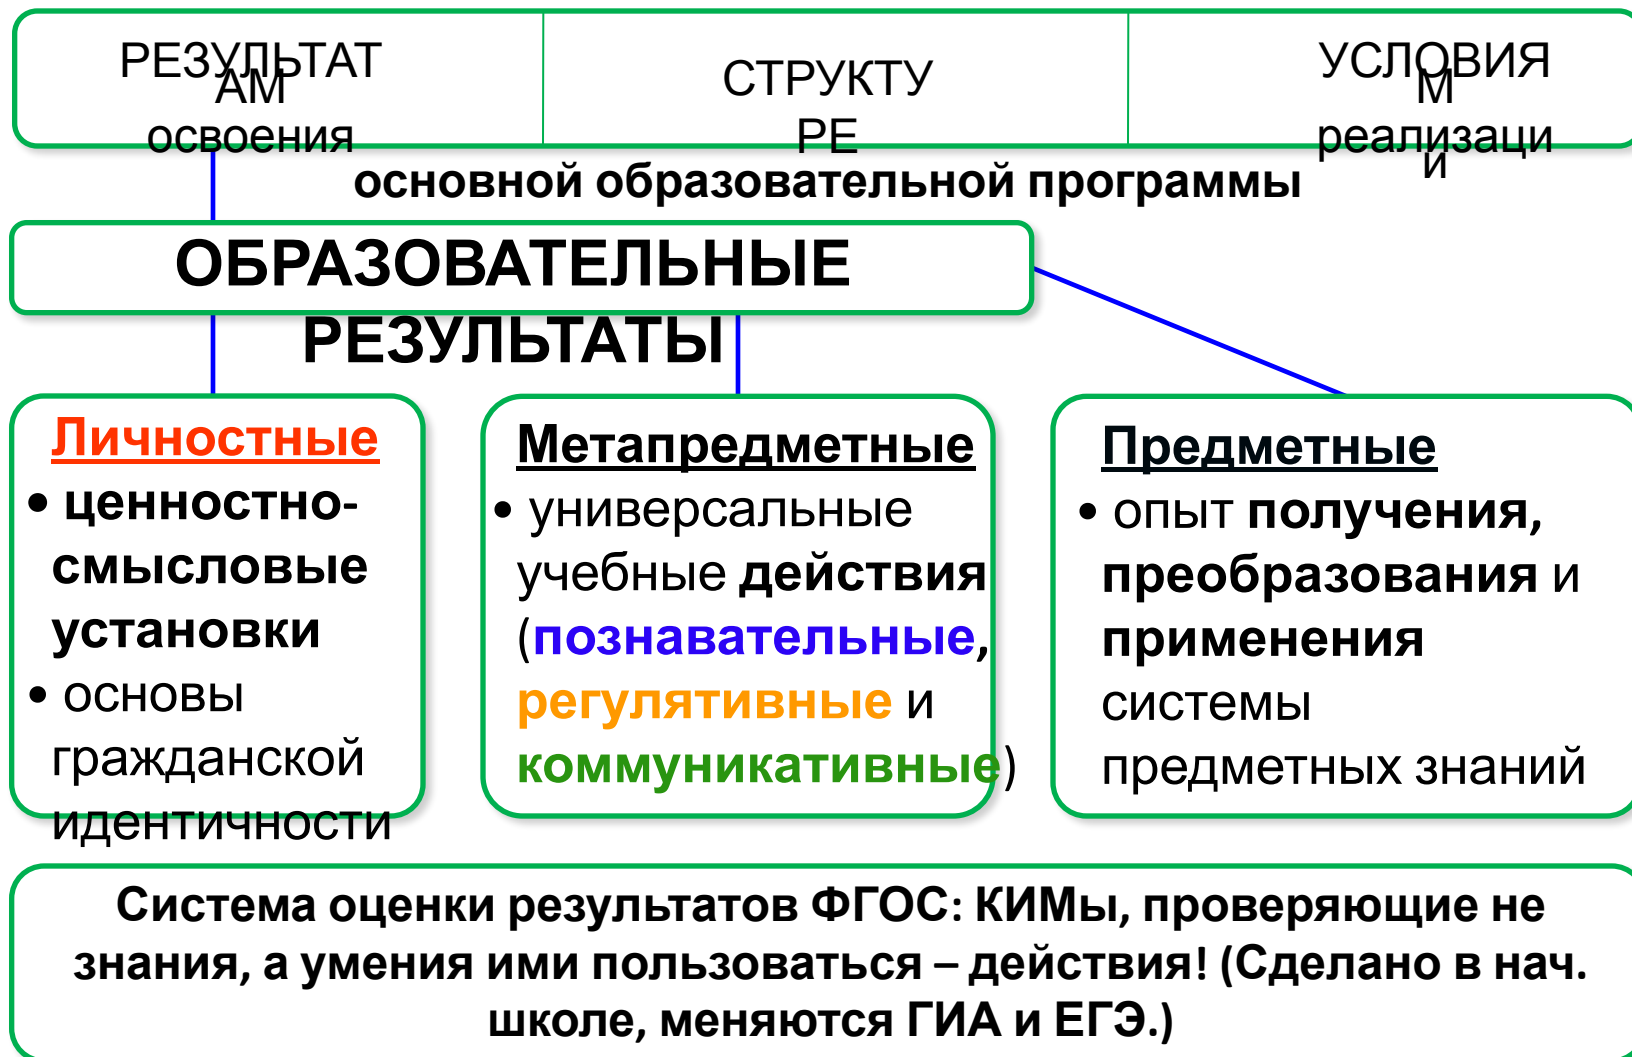 РЕЗУЛЬТАТ
АМ
освоения
СТРУКТУ
РЕ
УСЛОВИЯ
М
реализаци
и
основной образовательной программы
ОБРАЗОВАТЕЛЬНЫЕ
РЕЗУЛЬТАТЫ
Личностные
• ценностно-
смысловые
установки
• основы
гражданской
идентичности
Метапредметные
• универсальные
учебные действия
(познавательные,
регулятивные и
коммуникативные)
Предметные
• опыт получения,
преобразования и
применения
системы
предметных знаний
Система оценки результатов ФГОС: КИМы, проверяющие не
знания, а умения ими пользоваться – действия! (Сделано в нач.
школе, меняются ГИА и ЕГЭ.)